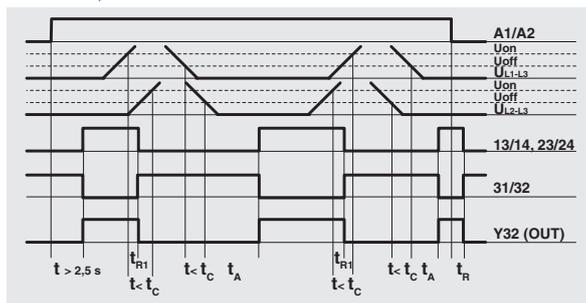 A1/A2
Uon
Uoff
UL1-L3
Uon
Uoff
UL2-L3
13/14, 23/24
31/32
Y32 (OUT)
t > 2,5 s
tR1
t< tC
t< tC
tA
tR1
t< tC
t< tC
tA
tR